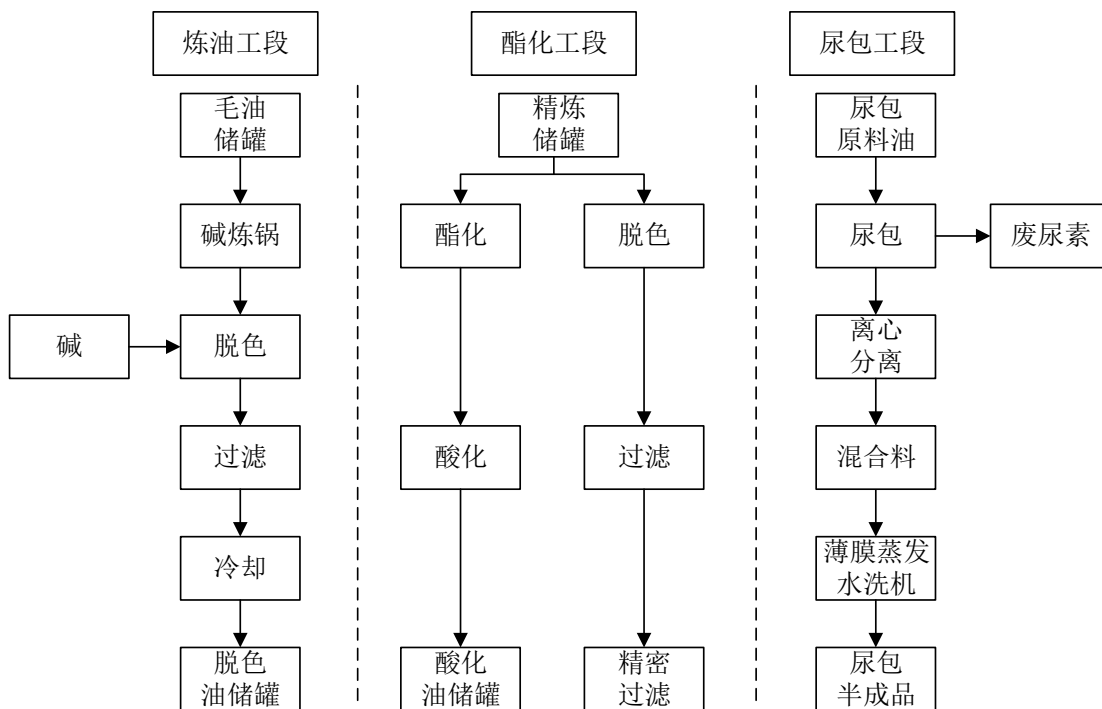 炼油工段
酯化工段
尿包工段
毛油
储罐
碱炼锅
碱
脱色
过滤
冷却
脱色
油储罐
精炼
储罐
酯化
脱色
酸化
过滤
酸化
油储罐
精密
过滤
尿包
原料油
尿包
废尿素
离心
分离
混合料
薄膜蒸发
水洗机
尿包
半成品